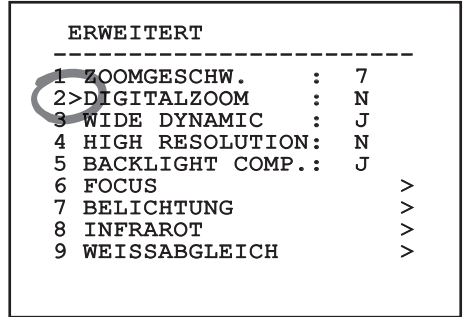 ERWEITERT
-------------------------
1 ZOOMGESCHW. : 7
2>DIGITALZOOM : N
3 WIDE DYNAMIC : J
4 HIGH RESOLUTION: N
5 BACKLIGHT COMP.: J
6 FOCUS >
7 BELICHTUNG >
8 INFRAROT >
9 WEISSABGLEICH >